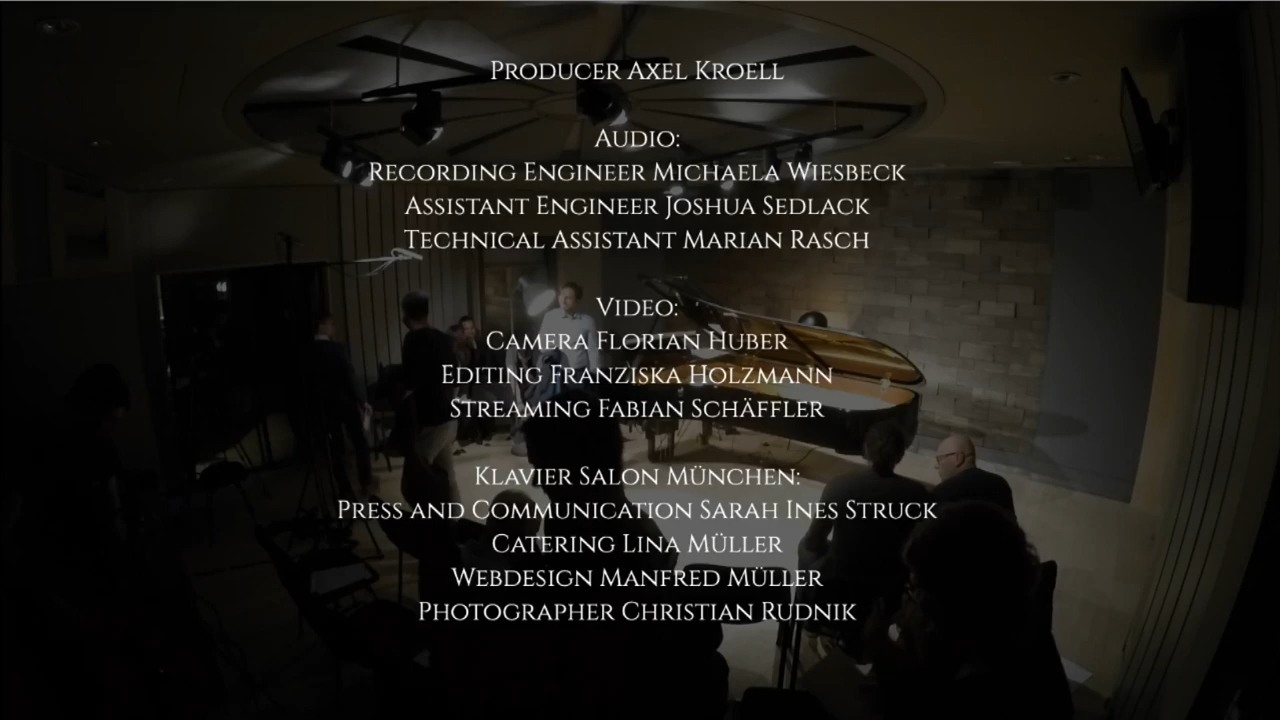 Producer Axel Kroell
Audio:
Recording Engineer Michaela Wiesbeck
Assistant Engineer Joshua Sedlack
Technical Assistant Marian Rasch
Video:
Camera Florian Huber
Editing Franziska Holzmann
Streaming Fabian Schäffler
Klavier Salon München:
Press and Communication Sarah Ines Struck
Catering Lina Müller
Webdesign Manfred Müller
Photographer Christian Rudnik